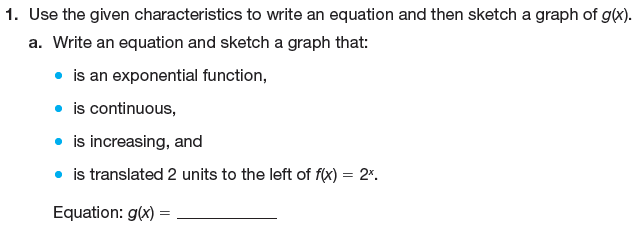 1. Use the given characteristics to write an equation and then sketch a graph of g(x).
a. Write an equation and sketch a graph that:
• is an exponential function,
• is continuous,
• is increasing, and
• is translated 2 units to the left of f(x) = 2ˣ.
Equation: g(x) = ___________